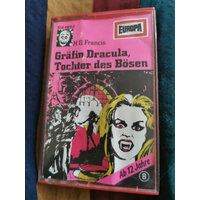 EUROPA
H.G. Francis
Gräfin Dracula,
Tochter des Bösen
Ab 12 Jahre
8